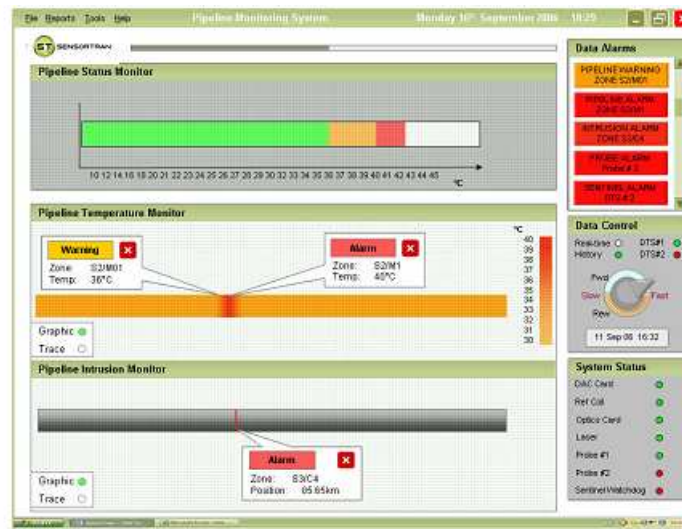 File Reports Tools Help
Pipeline Monitoring System
Monday 16th September 2006 18:29
ST SENSORTRAN
Pipeline Status Monitor
10 12 14 16 18 20 21 22 23 24 25 26 27 28 29 30 31 32 33 34 35 36 37 38 39 40 41 42 43 44 45
°C
Pipeline Temperature Monitor
Warning
Zone: S2/M01
Temp: 36°C
Alarm
Zone: S2/M1
Temp: 40°C
°C
40
39
38
37
36
35
34
33
32
31
30
Graphic
Trace
Pipeline Intrusion Monitor
Alarm
Zone: S3/C4
Position: 05.65km
Graphic
Trace
Data Alarms
PIPELINE WARNING
ZONE S2/M01
PIPELINE ALARM
ZONE S2/M1
INTRUSION ALARM
ZONE S3/C4
PROBE ALARM
Probe # 2
SENTINEL ALARM
DTS # 2
Data Control
Real-time DTS#1
History DTS#2
Fwd
Slow Fast
Rew
11 Sep 06 16:32
System Status
DAC Card
Ref Coil
Optics Card
Laser
Probe #1
Probe #2
Sentinel Watchdog